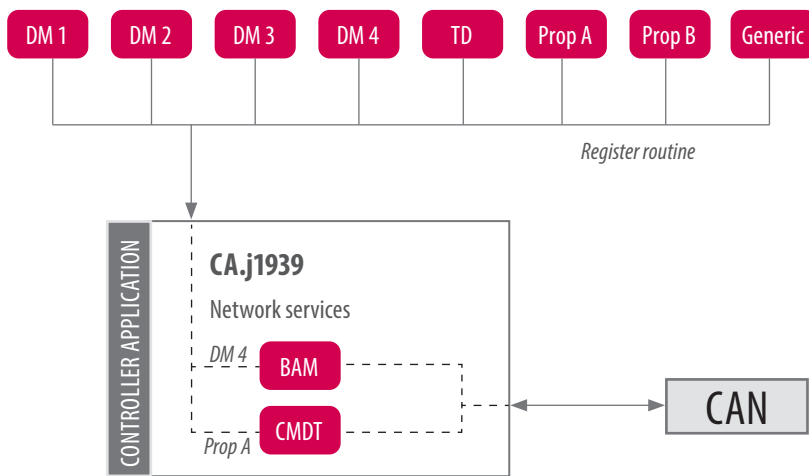 DM 1
DM 2
DM 3
DM 4
TD
Prop A
Prop B
Generic
Register routine
CONTROLLER APPLICATION
CA.j1939
Network services
DM 4
BAM
Prop A
CMDT
CAN